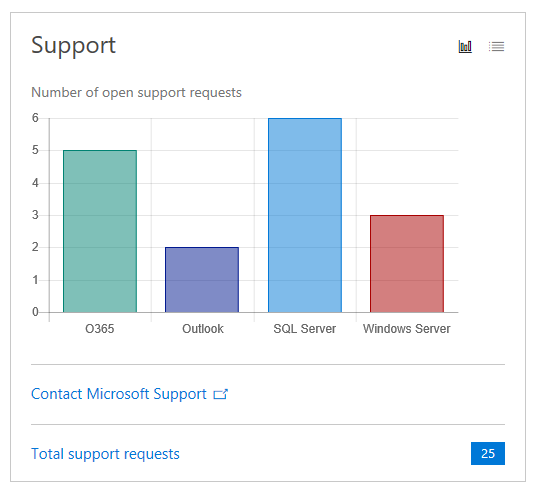 Support
Number of open support requests
6
5
4
3
2
1
0
O365 Outlook SQL Server Windows Server
Contact Microsoft Support
Total support requests 25